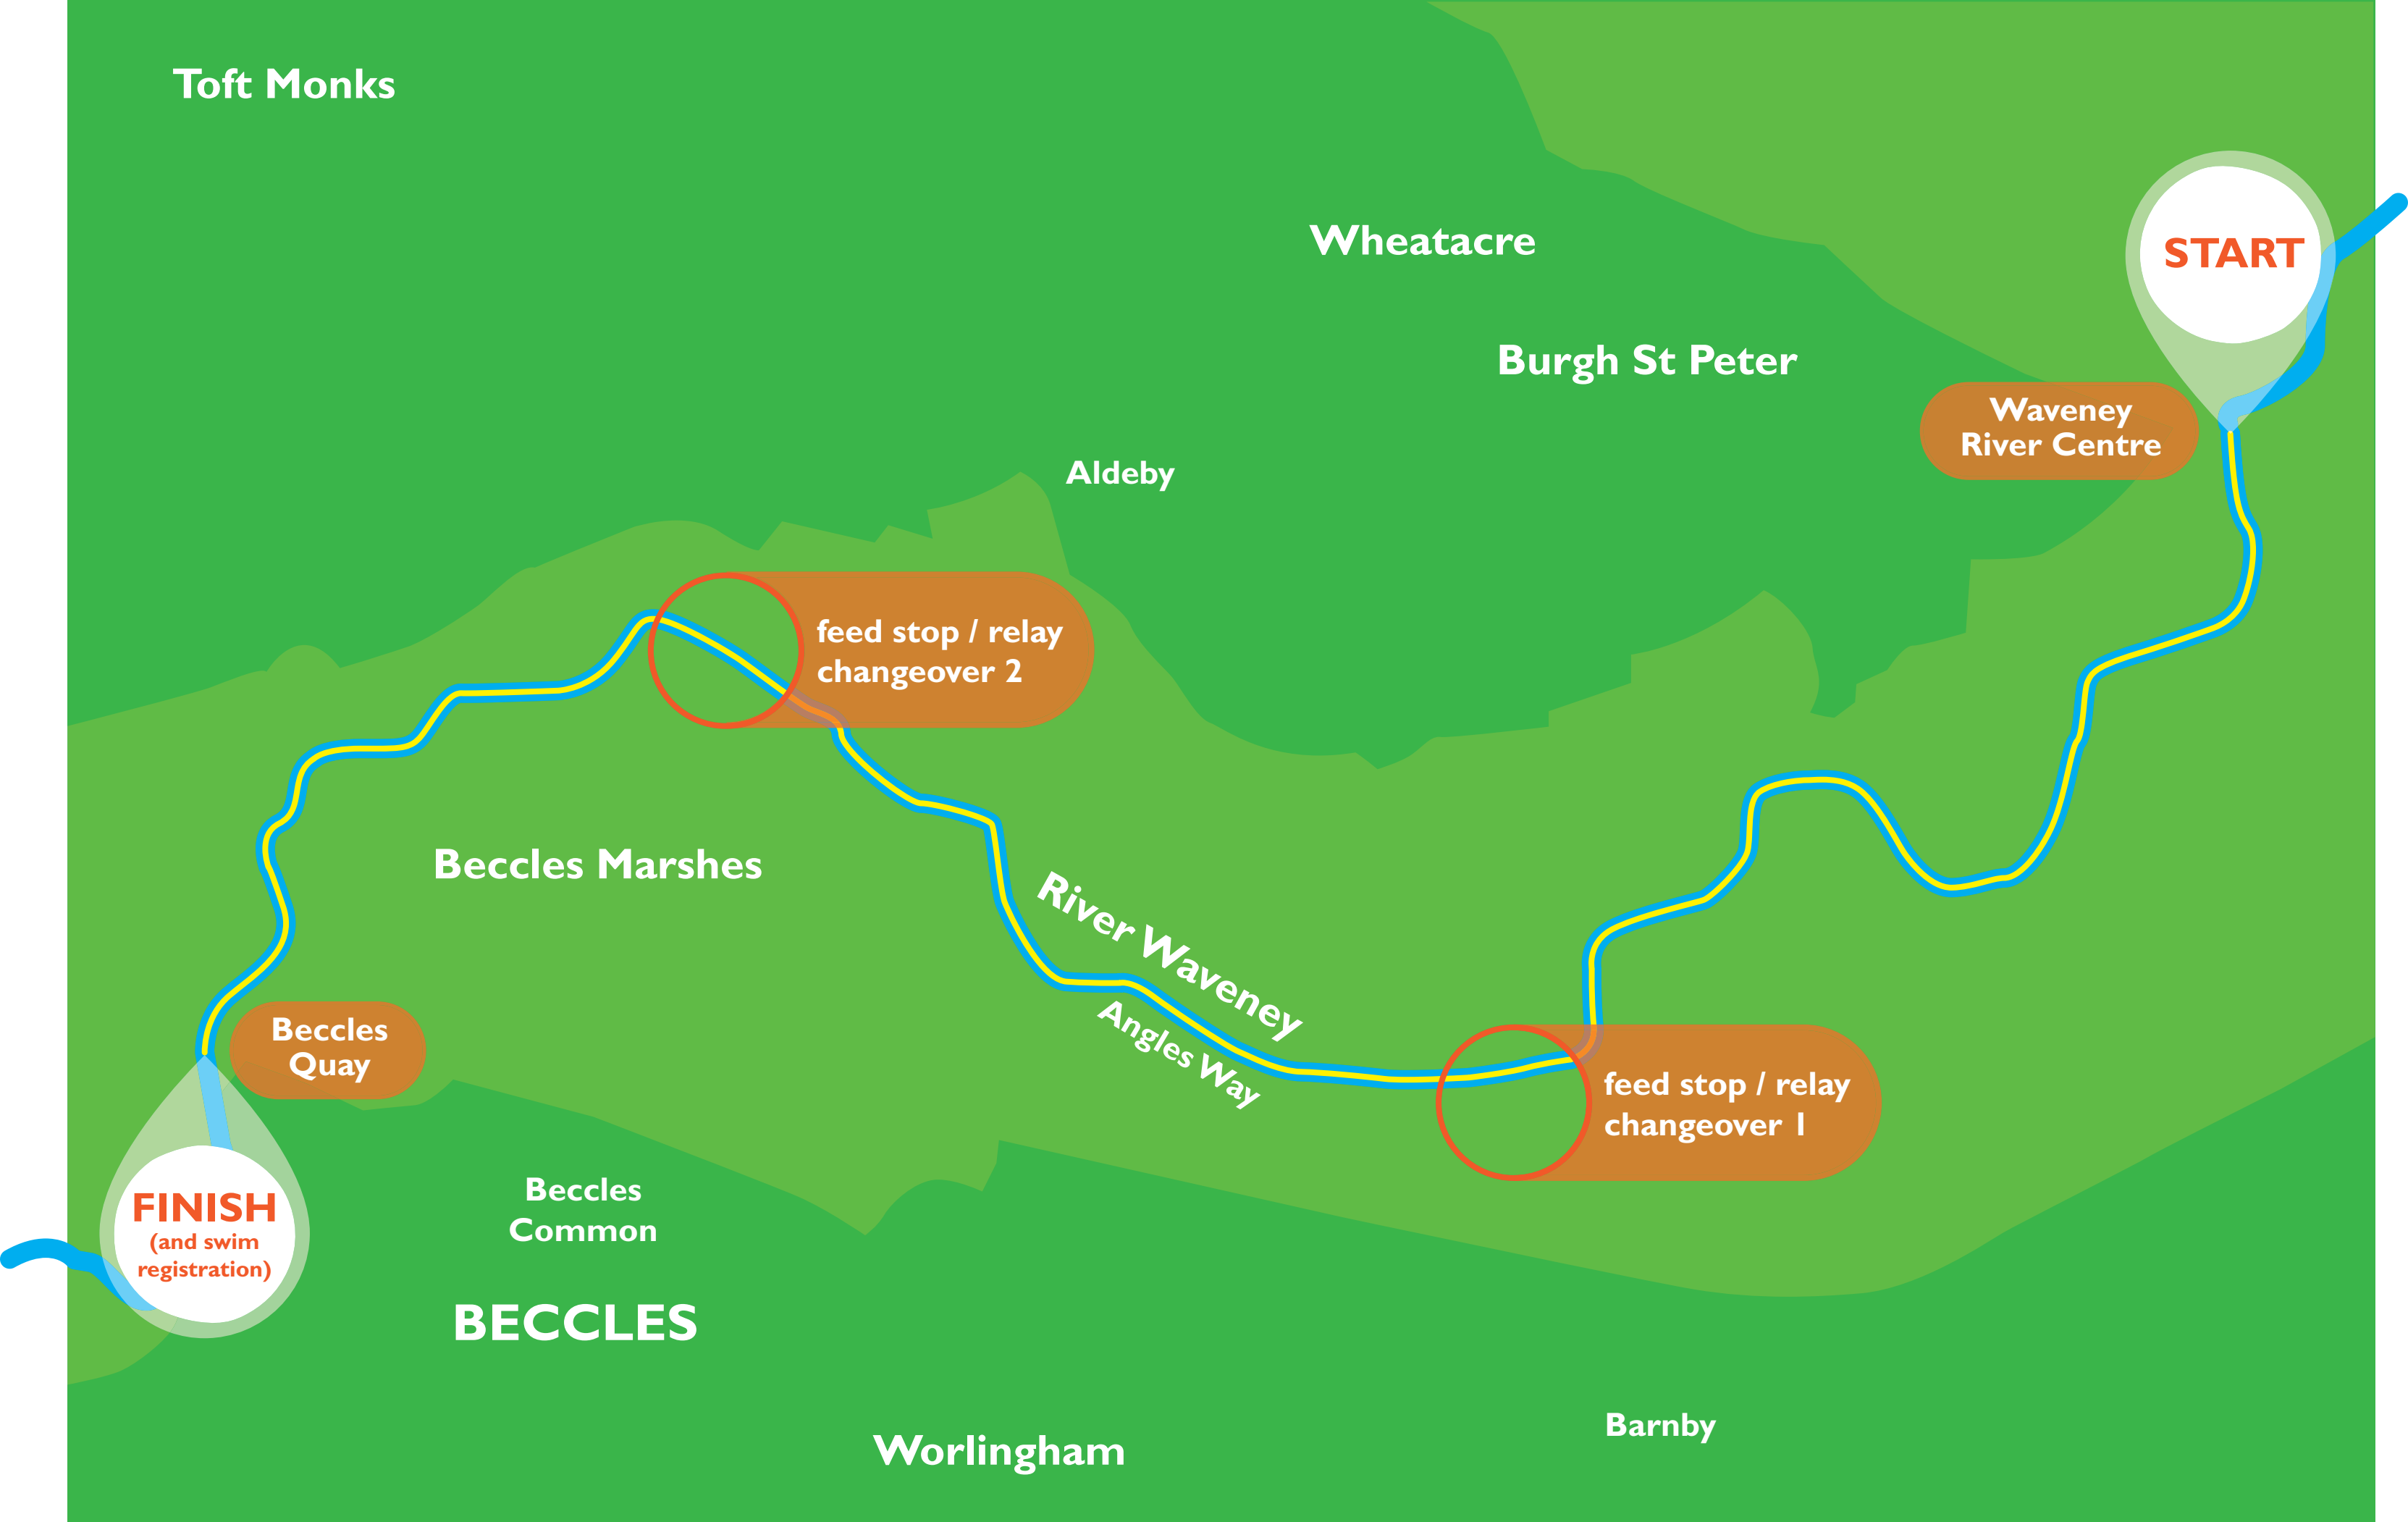 Toft Monks
Wheatacre
START
Burgh St Peter
Waveney
River Centre
Aldeby
feed stop / relay
changeover 2
Beccles Marshes
River Waveney
Angles Way
Beccles
Quay
feed stop / relay
changeover 1
FINISH
(and swim
registration)
Beccles
Common
BECCLES
Worlingham
Barnby